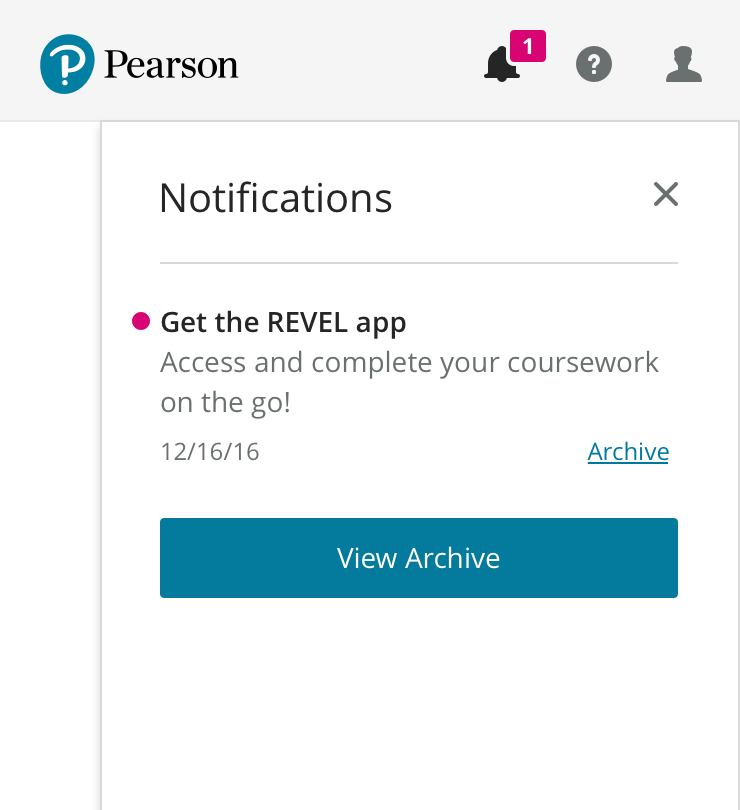 Pearson
1
?
Notifications
Get the REVEL app
Access and complete your coursework
on the go!
12/16/16
Archive
View Archive